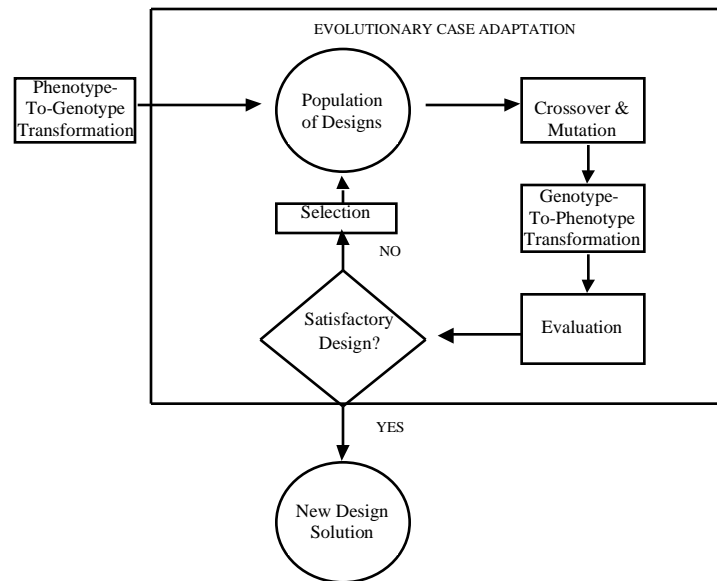 EVOLUTIONARY CASE ADAPTATION
Phenotype-
To-Genotype
Transformation
Population
of Designs
Crossover &
Mutation
Selection
Genotype-
To-Phenotype
Transformation
NO
Satisfactory
Design?
Evaluation
YES
New Design
Solution